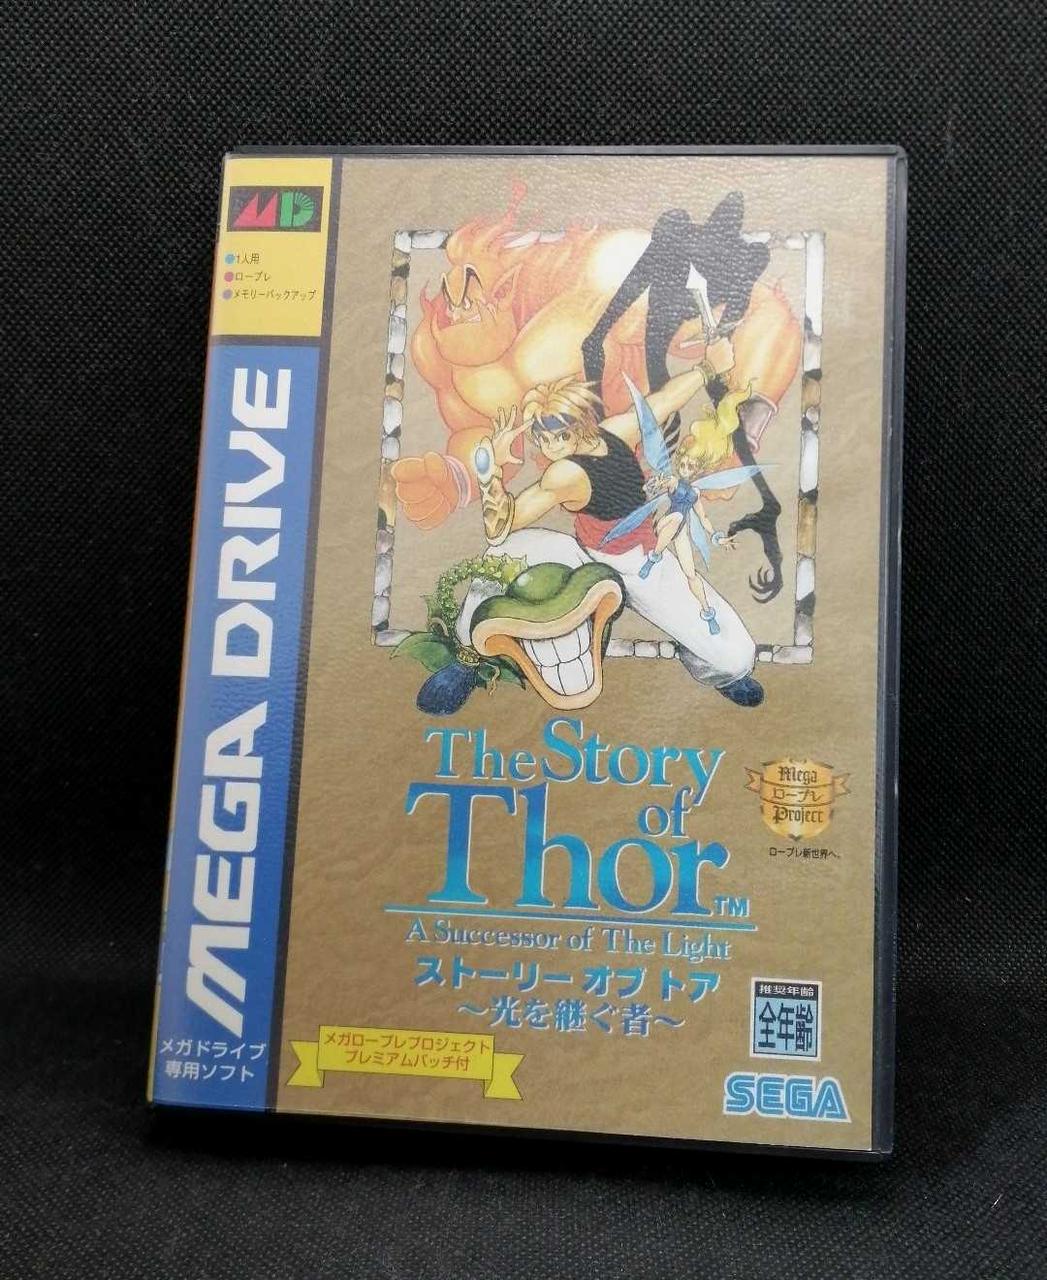 MD
1人用
ロープレ
メモリーバックアップ
MEGA DRIVE
メガドライブ
専用ソフト
The Story
of
Thor™
A Successor of The Light
ストーリー オブ トア
〜光を継ぐ者〜
Mega
ロープレ
Project
ロープレ新世界へ。
メガロープレプロジェクト
プレミアムバッチ付
推奨年齢
全年齢
SEGA